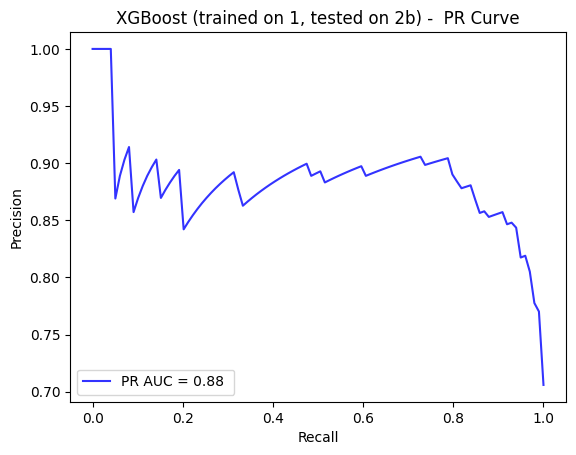 XGBoost (trained on 1, tested on 2b) -  PR Curve
Precision
1.00
0.95
0.90
0.85
0.80
0.75
0.70
PR AUC = 0.88
0.0 0.2 0.4 0.6 0.8 1.0
Recall